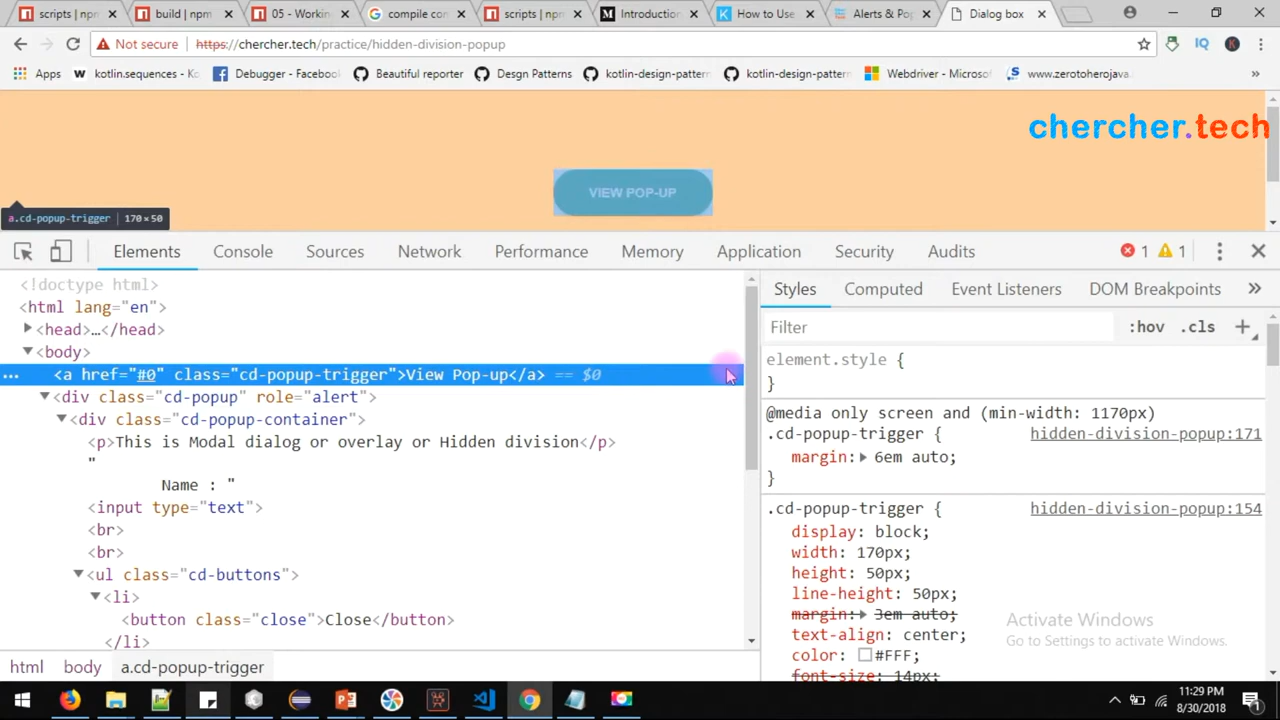 scripts | npm
build | npm
05 - Workin
compile con
scripts | npm
Introduction
How to Use
Alerts & Po
Dialog box
Not secure https://chercher.tech/practice/hidden-division-popup
IQ K
Apps
kotlin.sequences - Ko
Debugger - Faceboo
Beautiful reporter
Desgn Patterns
kotlin-design-patter
kotlin-design-patter
Webdriver - Microso
www.zerotoherojava.
»
chercher.tech
VIEW POP-UP
a.cd-popup-trigger | 170×50
Elements Console Sources Network Performance Memory Application Security Audits 1 1
<!doctype html>
<html lang="en">
<head>…</head>
<body>
<a href="#0" class="cd-popup-trigger">View Pop-up</a> == $0
<div class="cd-popup" role="alert">
<div class="cd-popup-container">
<p>This is Modal dialog or overlay or Hidden division</p>
"
Name : "
<input type="text">
<br>
<br>
<ul class="cd-buttons">
<li>
<button class="close">Close</button>
</li>
html body a.cd-popup-trigger
Styles Computed Event Listeners DOM Breakpoints »
Filter :hov .cls +
element.style {
}
@media only screen and (min-width: 1170px)
.cd-popup-trigger { hidden-division-popup:171
margin: 6em auto;
}
.cd-popup-trigger { hidden-division-popup:154
display: block;
width: 170px;
height: 50px;
line-height: 50px;
margin: 3em auto;
text-align: center;
color: #FFF;
font-size: 14px;
Activate Windows
Go to Settings to activate Windows.
11:29 PM
8/30/2018
1